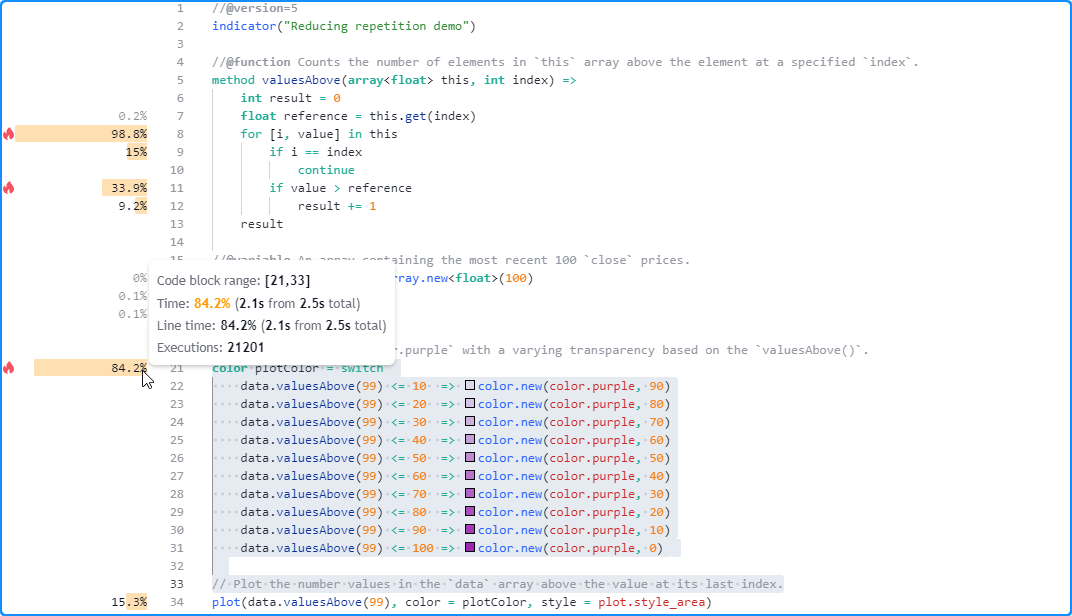 1 //@version=5
2 indicator("Reducing repetition demo")
3
4 //@function Counts the number of elements in `this` array above the element at a specified `index`.
5 method valuesAbove(array<float> this, int index) =>
6 int result = 0
0.2% 7 float reference = this.get(index)
98.8% 8 for [i, value] in this
15% 9 if i == index
10 continue
33.9% 11 if value > reference
9.2% 12 result += 1
13 result
14
15 //@variable An array containing the most recent 100 `close` prices.
0% rray.new<float>(100)
0.1%
0.1%
Code block range: [21,33]
Time: 84.2% (2.1s from 2.5s total)
Line time: 84.2% (2.1s from 2.5s total)
Executions: 21201
r.purple` with a varying transparency based on the `valuesAbove()`.
84.2% 21 color plotColor = switch
22 data.valuesAbove(99) <= 10 => color.new(color.purple, 90)
23 data.valuesAbove(99) <= 20 => color.new(color.purple, 80)
24 data.valuesAbove(99) <= 30 => color.new(color.purple, 70)
25 data.valuesAbove(99) <= 40 => color.new(color.purple, 60)
26 data.valuesAbove(99) <= 50 => color.new(color.purple, 50)
27 data.valuesAbove(99) <= 60 => color.new(color.purple, 40)
28 data.valuesAbove(99) <= 70 => color.new(color.purple, 30)
29 data.valuesAbove(99) <= 80 => color.new(color.purple, 20)
30 data.valuesAbove(99) <= 90 => color.new(color.purple, 10)
31 data.valuesAbove(99) <= 100 => color.new(color.purple, 0)
32
33 // Plot the number values in the `data` array above the value at its last index.
15.3% 34 plot(data.valuesAbove(99), color = plotColor, style = plot.style_area)